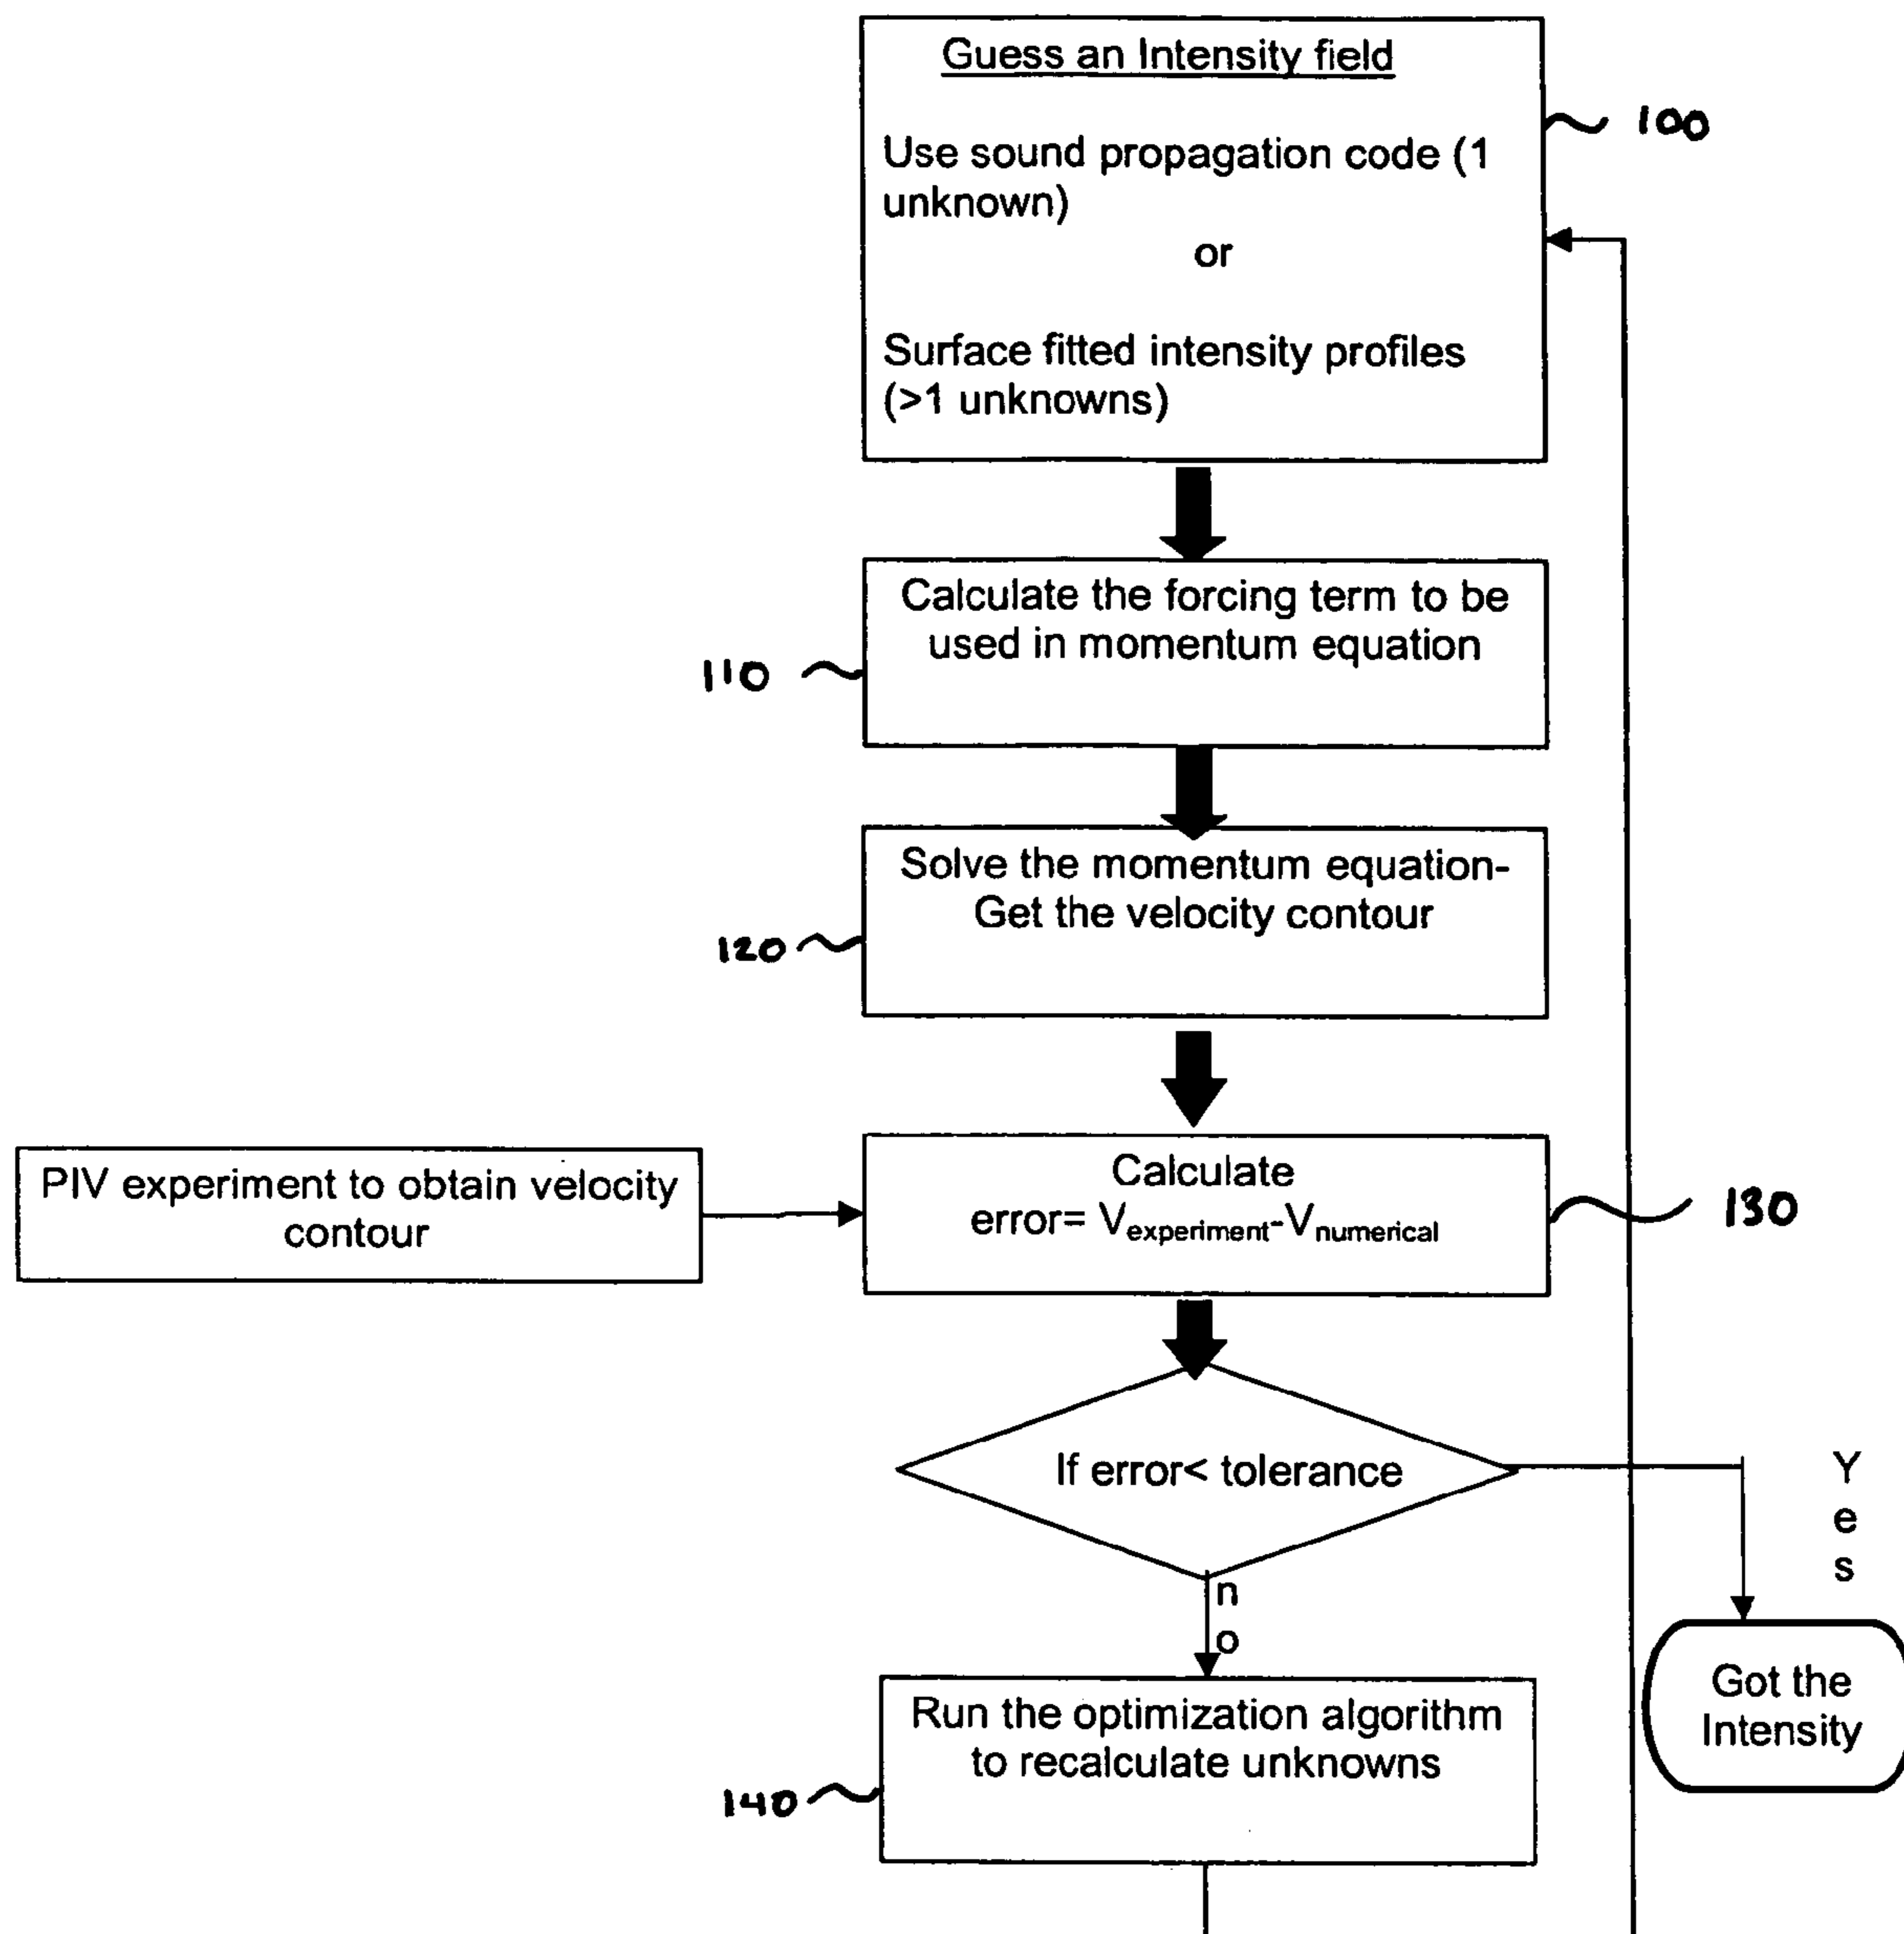 Guess an Intensity field
100
Use sound propagation code (1
unknown)
or
Surface fitted intensity profiles
(>1 unknowns)
Calculate the forcing term to be
used in momentum equation
110
Solve the momentum equation-
Get the velocity contour
120
PIV experiment to obtain velocity
contour
Calculate
error= Vexperiment-Vnumerical
130
If error< tolerance
Y
e
s
n
o
Got the
Intensity
Run the optimization algorithm
to recalculate unknowns
140